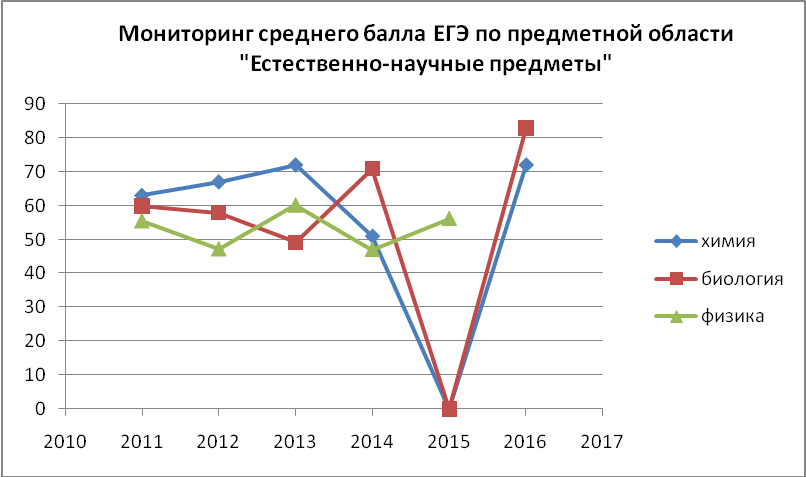 Мониторинг среднего балла ЕГЭ по предметной области
"Естественно-научные предметы"
90
80
70
60
50
40
30
20
10
0
2010 2011 2012 2013 2014 2015 2016 2017
химия
биология
физика